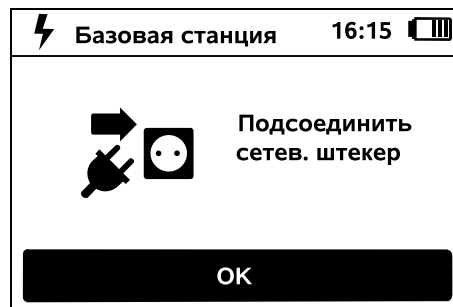 Базовая станция 16:15
Подсоединить
сетев. штекер
OK